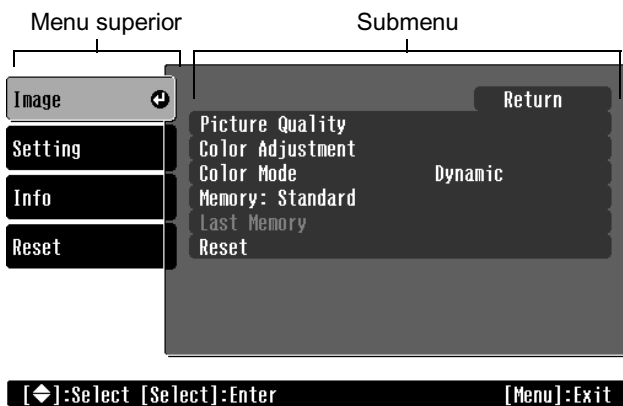 Menu superior Submenu
Image
Setting
Info
Reset
Return
Picture Quality
Color Adjustment
Color Mode Dynamic
Memory: Standard
Last Memory
Reset
[◆]:Select [Select]:Enter [Menu]:Exit